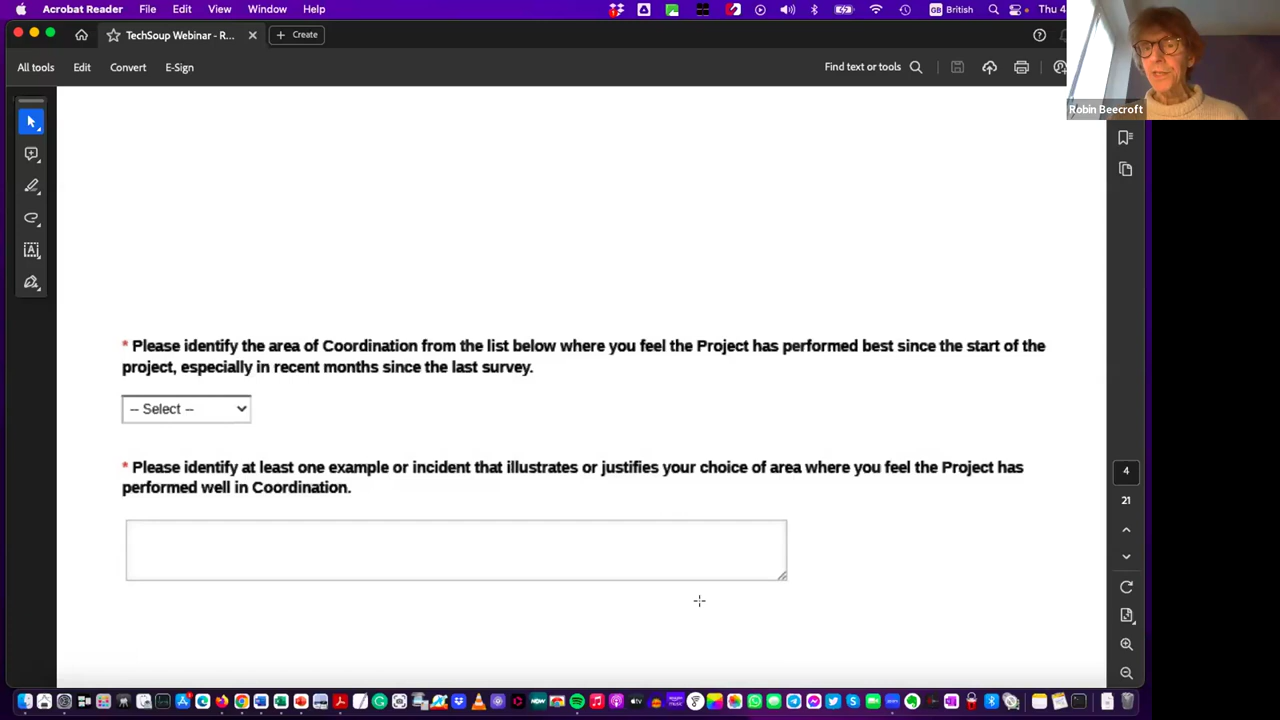 Acrobat Reader File Edit View Window Help British Thu 4
TechSoup Webinar - R... Create
All tools Edit Convert E-Sign Find text or tools
Robin Beecroft
* Please identify the area of Coordination from the list below where you feel the Project has performed best since the start of the
project, especially in recent months since the last survey.
-- Select --
* Please identify at least one example or incident that illustrates or justifies your choice of area where you feel the Project has
performed well in Coordination.
4
21